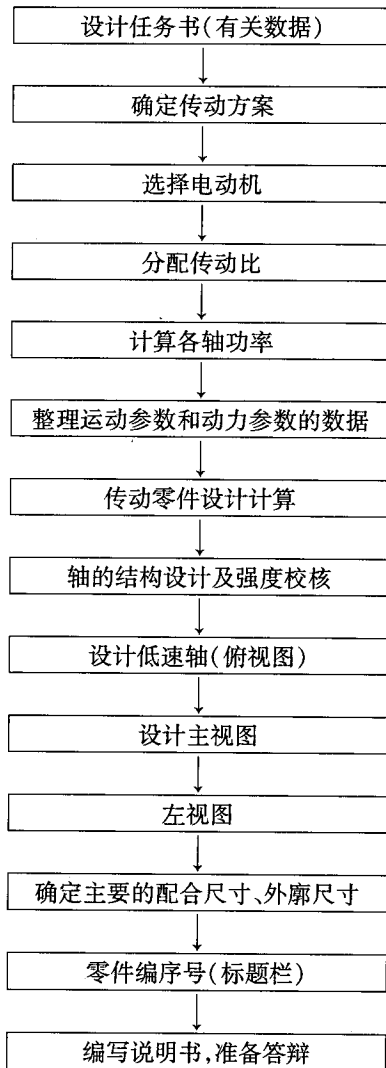 设计任务书(有关数据)
确定传动方案
选择电动机
分配传动比
计算各轴功率
整理运动参数和动力参数的数据
传动零件设计计算
轴的结构设计及强度校核
设计低速轴(俯视图)
设计主视图
左视图
确定主要的配合尺寸、外廓尺寸
零件编序号(标题栏)
编写说明书,准备答辩